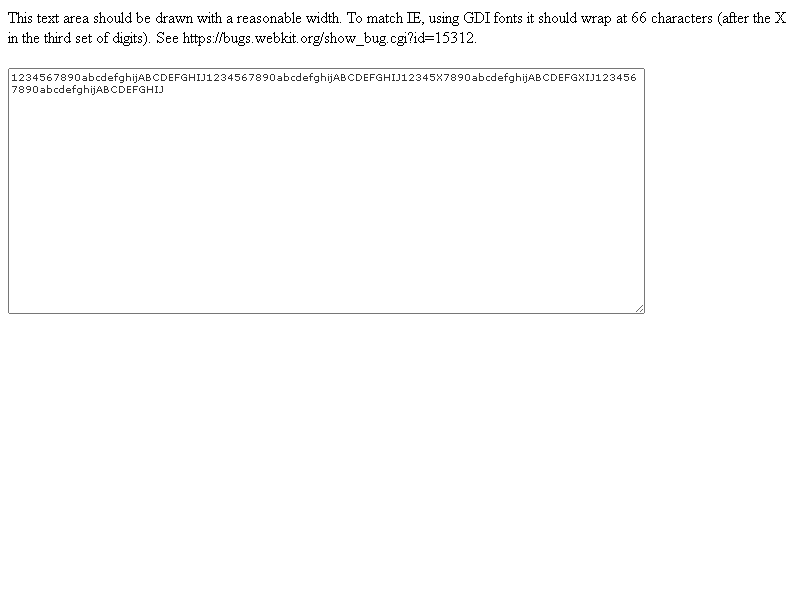 This text area should be drawn with a reasonable width. To match IE, using GDI fonts it should wrap at 66 characters (after the X
in the third set of digits). See https://bugs.webkit.org/show_bug.cgi?id=15312.
1234567890abcdefghijABCDEFGHIJ1234567890abcdefghijABCDEFGHIJ12345X7890abcdefghijABCDEFGXIJ123456
7890abcdefghijABCDEFGHIJ